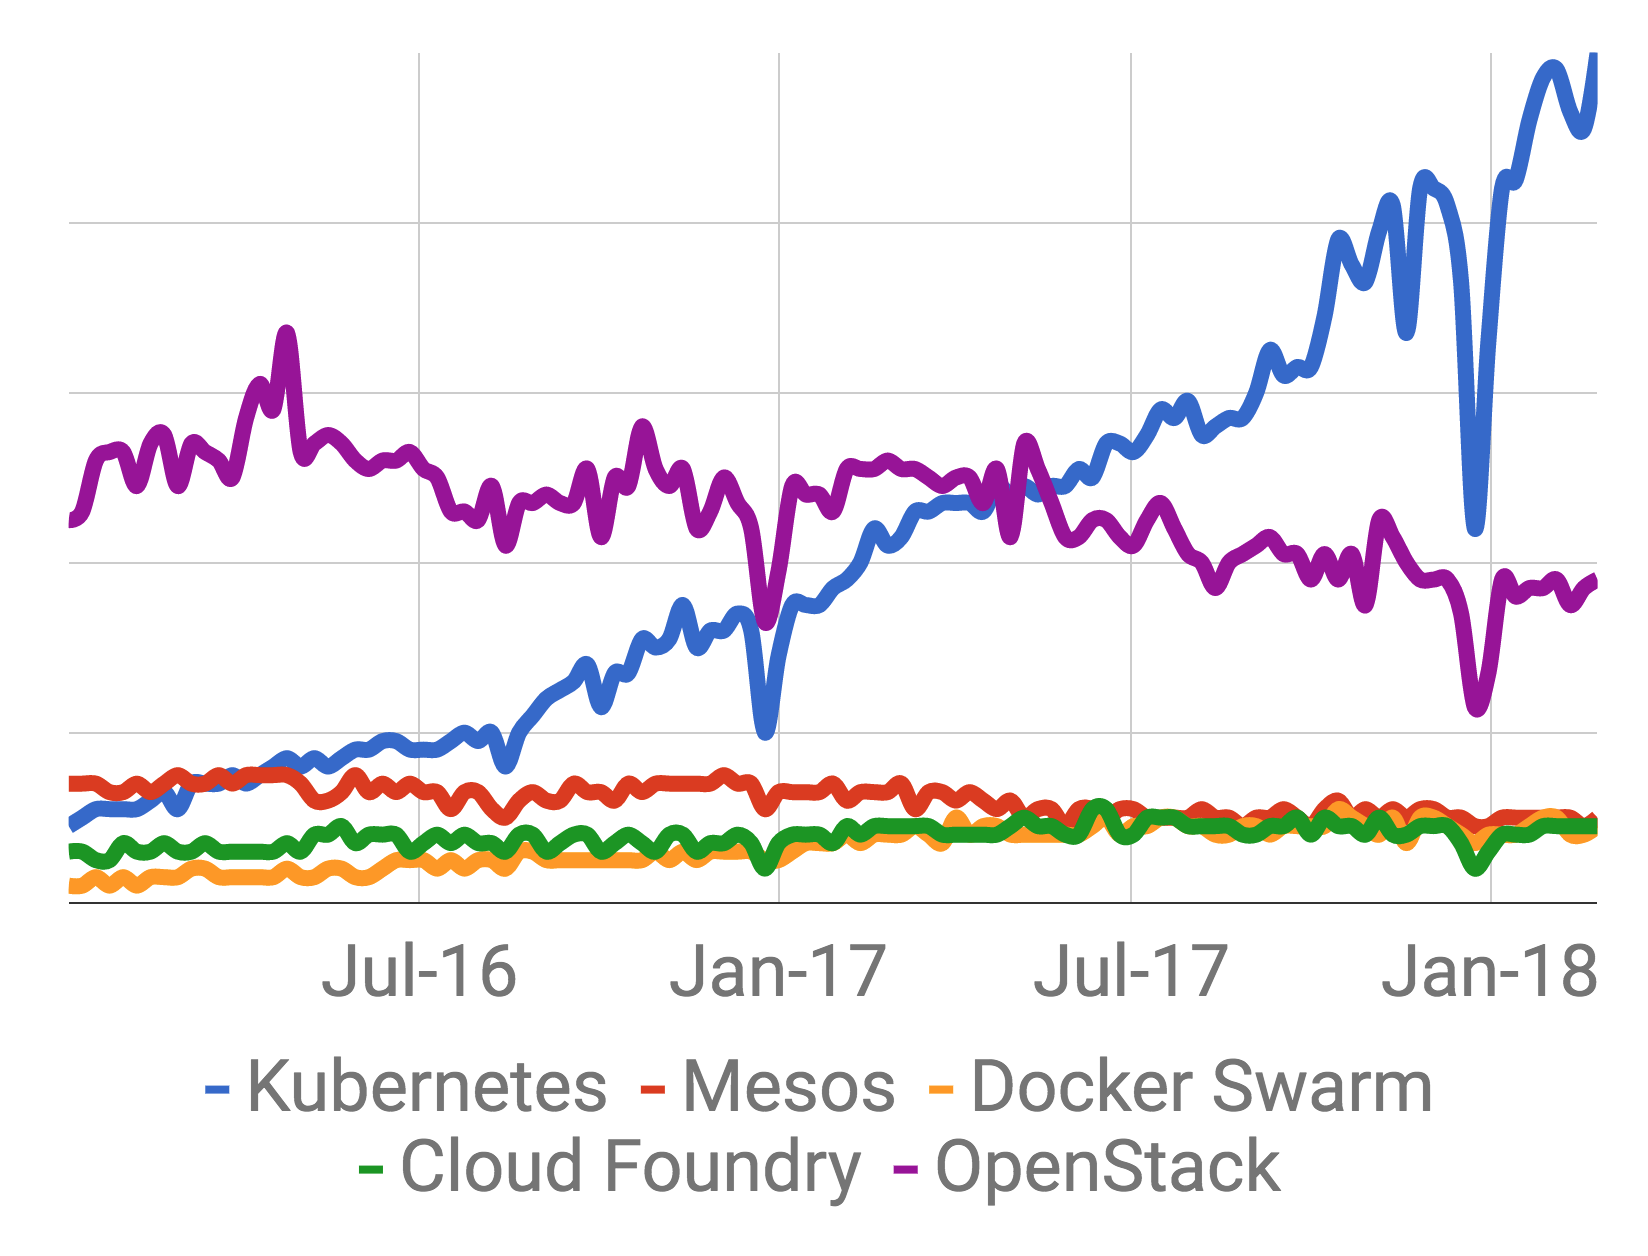 Jul-16 Jan-17 Jul-17 Jan-18
Kubernetes Mesos Docker Swarm
Cloud Foundry OpenStack